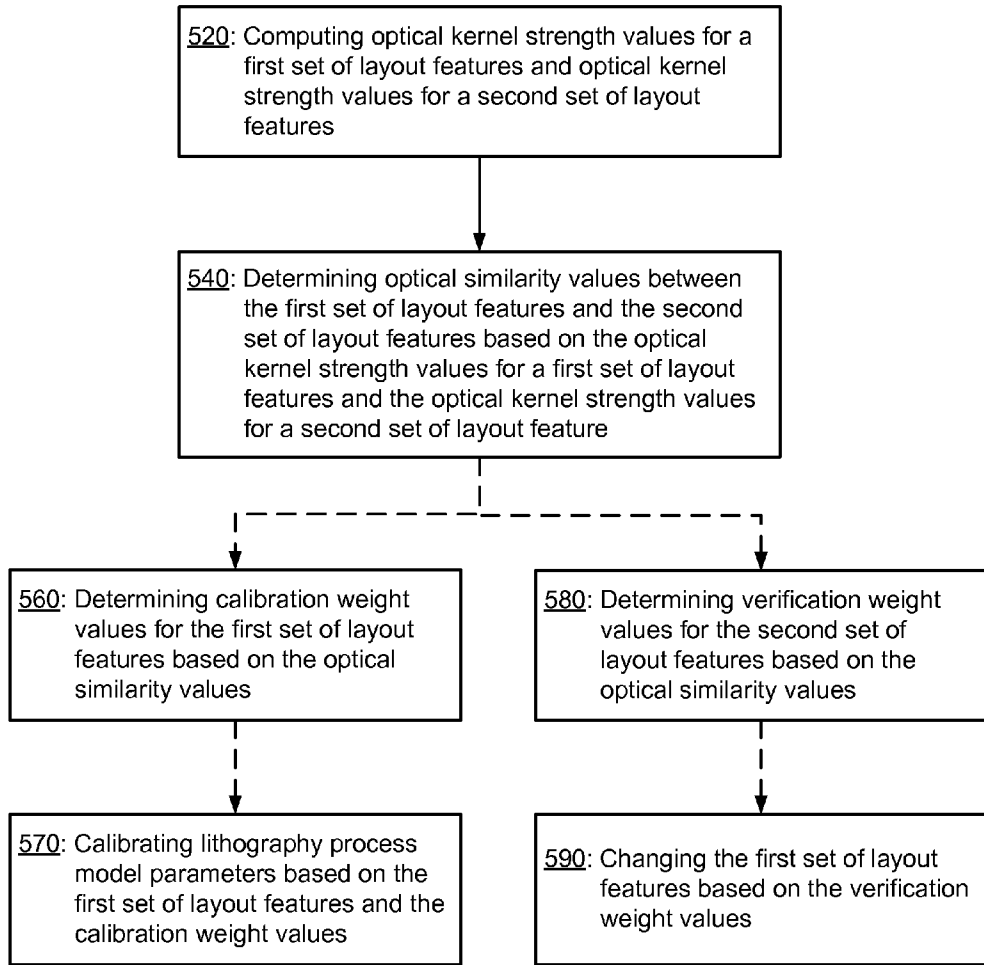 520: Computing optical kernel strength values for a
first set of layout features and optical kernel
strength values for a second set of layout
features
540: Determining optical similarity values between
the first set of layout features and the second
set of layout features based on the optical
kernel strength values for a first set of layout
features and the optical kernel strength values
for a second set of layout feature
560: Determining calibration weight
values for the first set of layout
features based on the optical
similarity values
580: Determining verification weight
values for the second set of
layout features based on the
optical similarity values
570: Calibrating lithography process
model parameters based on the
first set of layout features and the
calibration weight values
590: Changing the first set of layout
features based on the verification
weight values